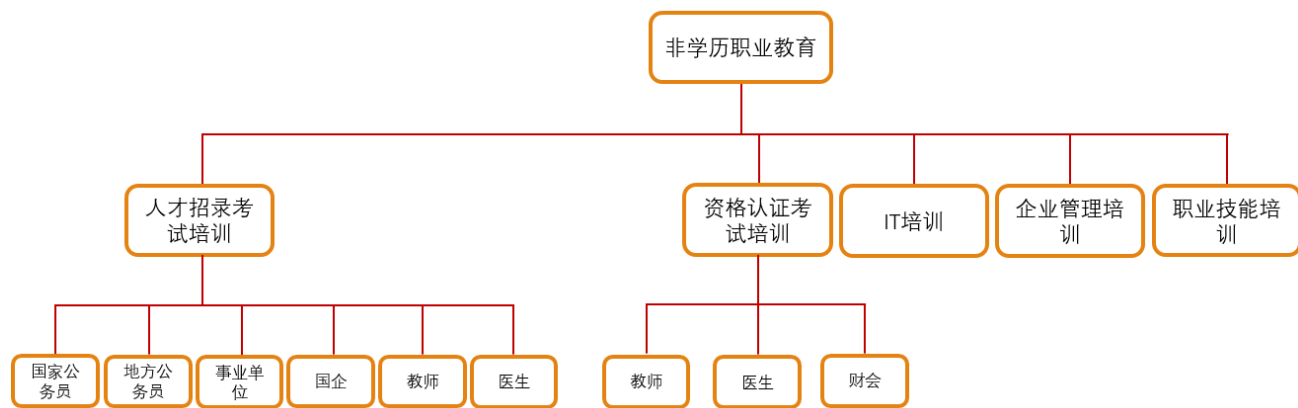 非学历职业教育
人才招录考
试培训
资格认证考
试培训
IT培训
企业管理培
训
职业技能培
训
国家公
务员
地方公
务员
事业单
位
国企
教师
医生
教师
医生
财会